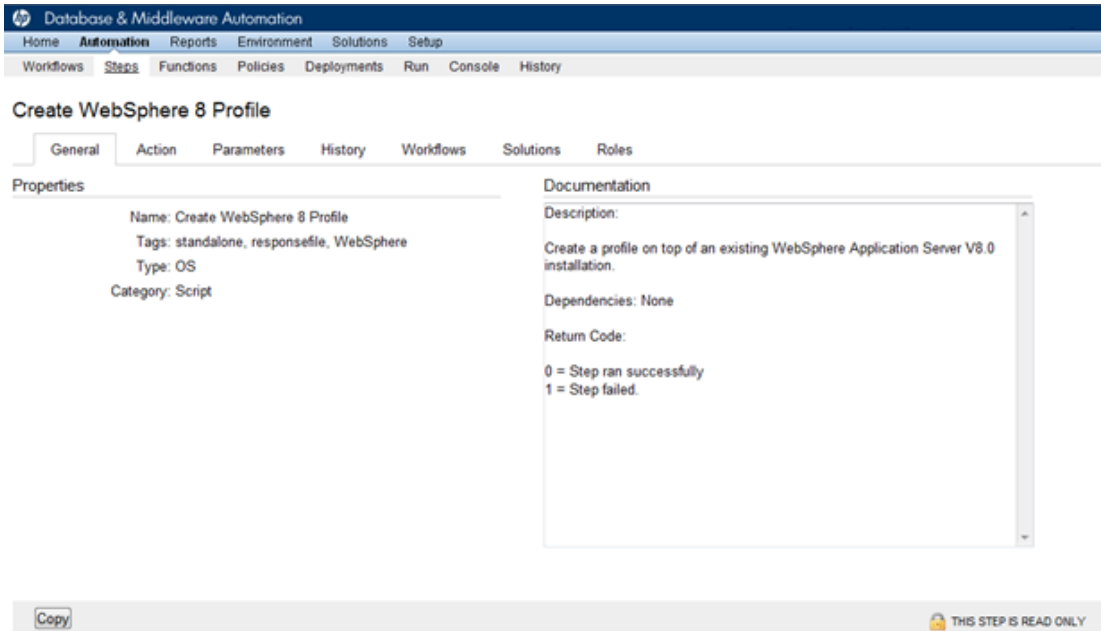 hp Database & Middleware Automation
Home Automation Reports Environment Solutions Setup
Workflows Steps Functions Policies Deployments Run Console History
Create WebSphere 8 Profile
General Action Parameters History Workflows Solutions Roles
Properties
Name: Create WebSphere 8 Profile
Tags: standalone, responsefile, WebSphere
Type: OS
Category: Script
Documentation
Description:
Create a profile on top of an existing WebSphere Application Server V8.0
installation.
Dependencies: None
Return Code:
0 = Step ran successfully
1 = Step failed.
Copy
THIS STEP IS READ ONLY